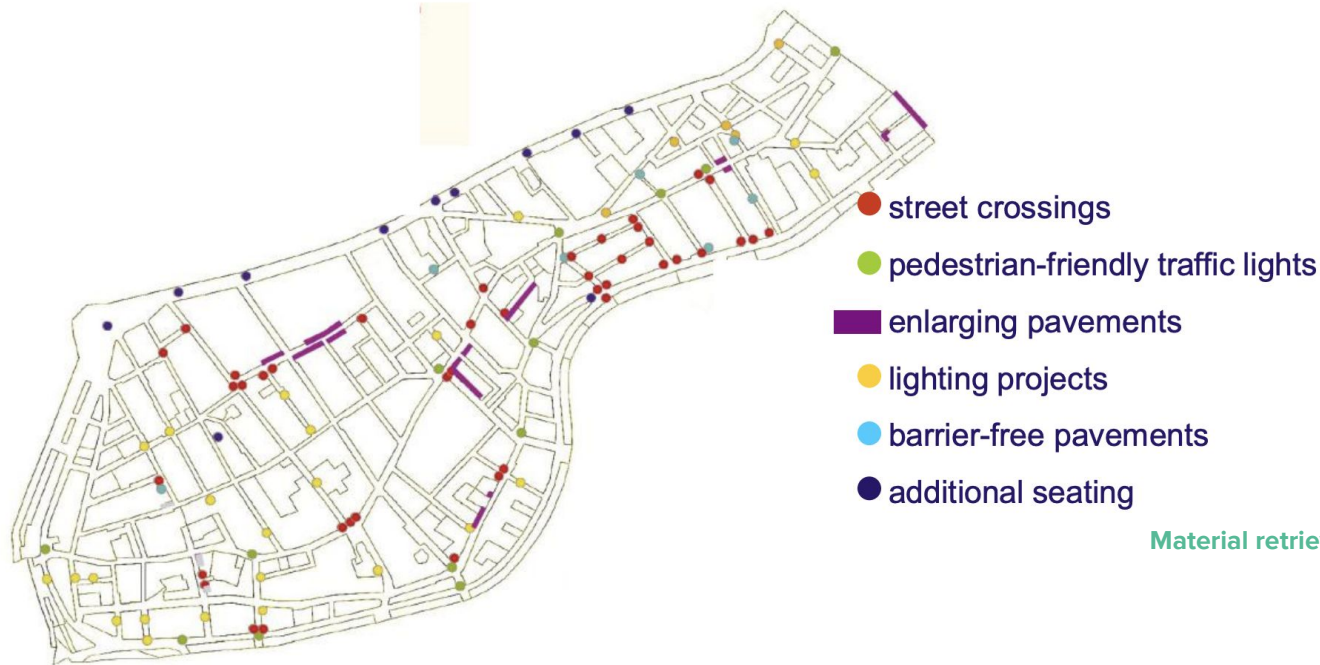 street crossings
pedestrian-friendly traffic lights
enlarging pavements
lighting projects
barrier-free pavements
additional seating
Material retrie